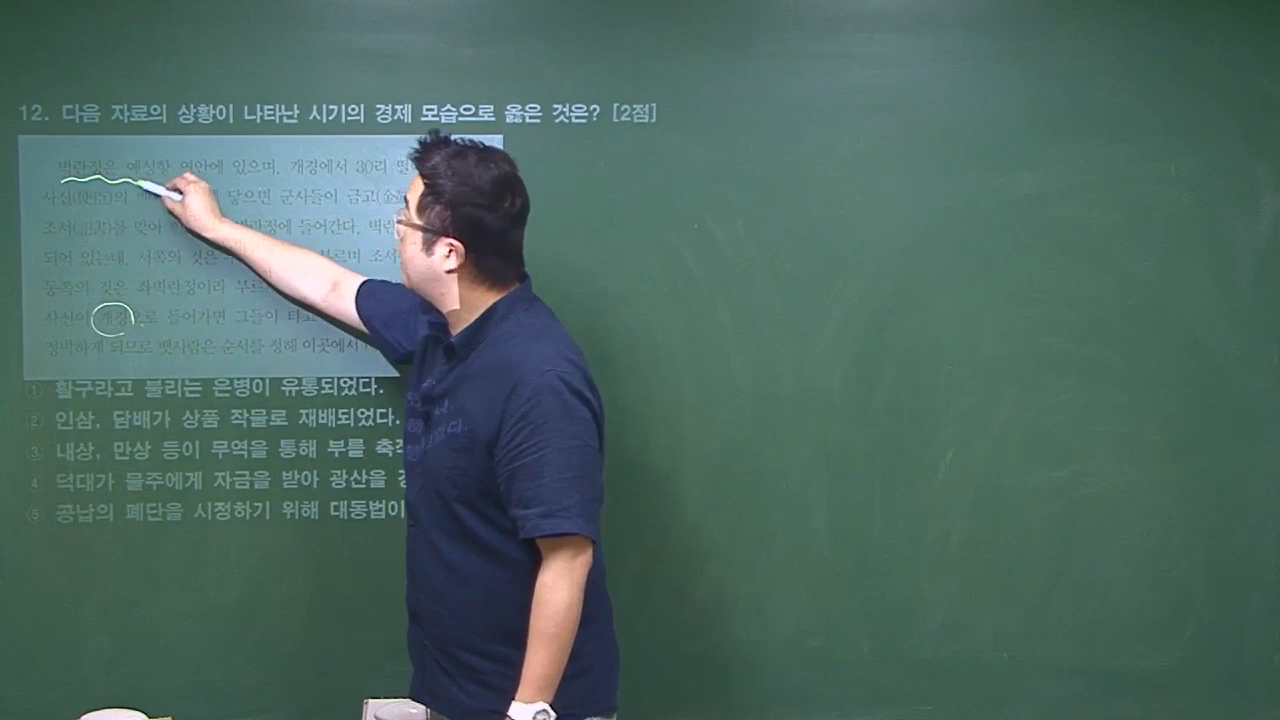 12. 다음 자료의 상황이 나타난 시기의 경제 모습으로 옳은 것은? [2점]
벽란정은 예성항 연안에 있으며, 개경에서 30리 떨
사신(使臣)의 닿으면 군사들이 금고(金
조서(詔書)를 맞아 벽란정에 들어간다. 벽란
되어 있는데, 서쪽의 것은 부르며 조서
동쪽의 것은 좌벽란정이라 부르
사신이 개경으로 들어가면 그들이 타고
정박하게 되므로 뱃사람은 순서를 정해 이곳에서
① 활구라고 불리는 은병이 유통되었다.
② 인삼, 담배가 상품 작물로 재배되었다.
③ 내상, 만상 등이 무역을 통해 부를 축적
④ 덕대가 물주에게 자금을 받아 광산을
⑤ 공납의 폐단을 시정하기 위해 대동법이